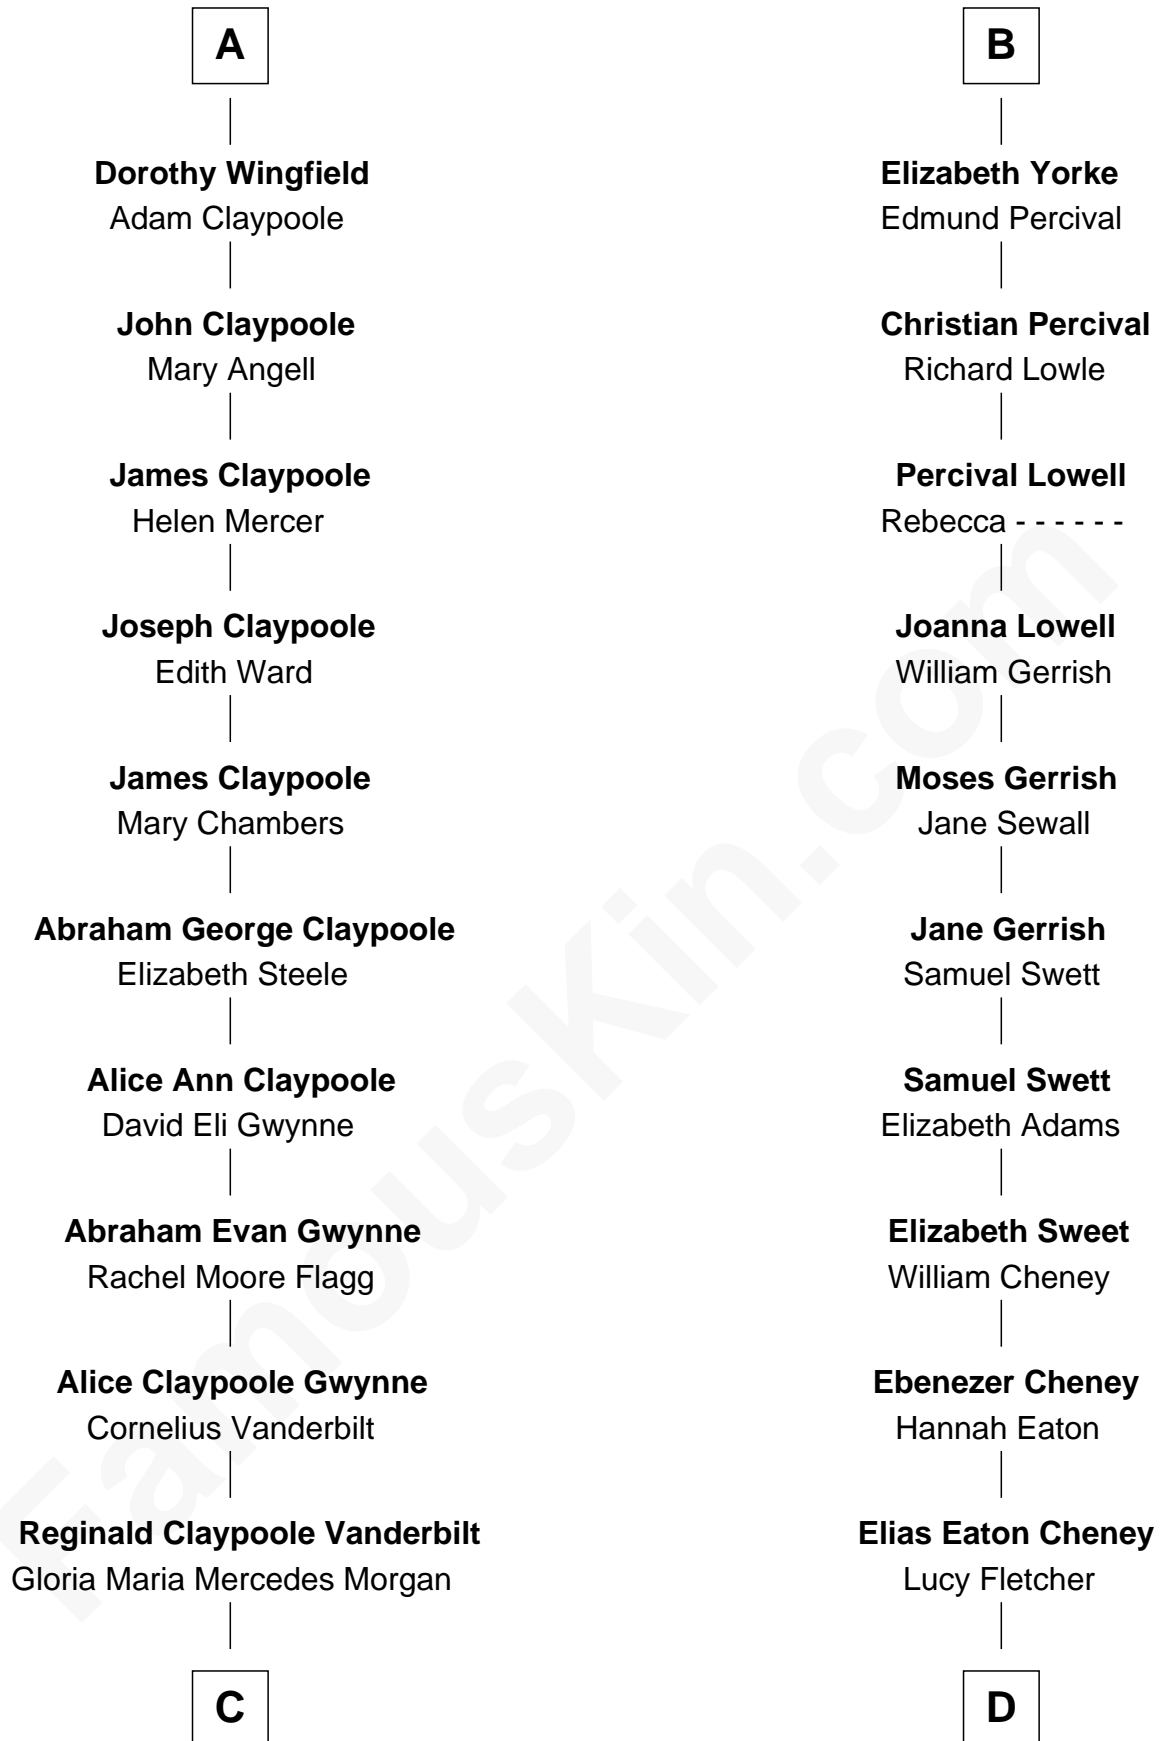 A
Dorothy Wingfield
Adam Claypoole
John Claypoole
Mary Angell
James Claypoole
Helen Mercer
Joseph Claypoole
Edith Ward
James Claypoole
Mary Chambers
Abraham George Claypoole
Elizabeth Steele
Alice Ann Claypoole
David Eli Gwynne
Abraham Evan Gwynne
Rachel Moore Flagg
Alice Claypoole Gwynne
Cornelius Vanderbilt
Reginald Claypoole Vanderbilt
Gloria Maria Mercedes Morgan
C
B
Elizabeth Yorke
Edmund Percival
Christian Percival
Richard Lowle
Percival Lowell
Rebecca - - - - - -
Joanna Lowell
William Gerrish
Moses Gerrish
Jane Sewall
Jane Gerrish
Samuel Swett
Samuel Swett
Elizabeth Adams
Elizabeth Sweet
William Cheney
Ebenezer Cheney
Hannah Eaton
Elias Eaton Cheney
Lucy Fletcher
D
FamousKin.com